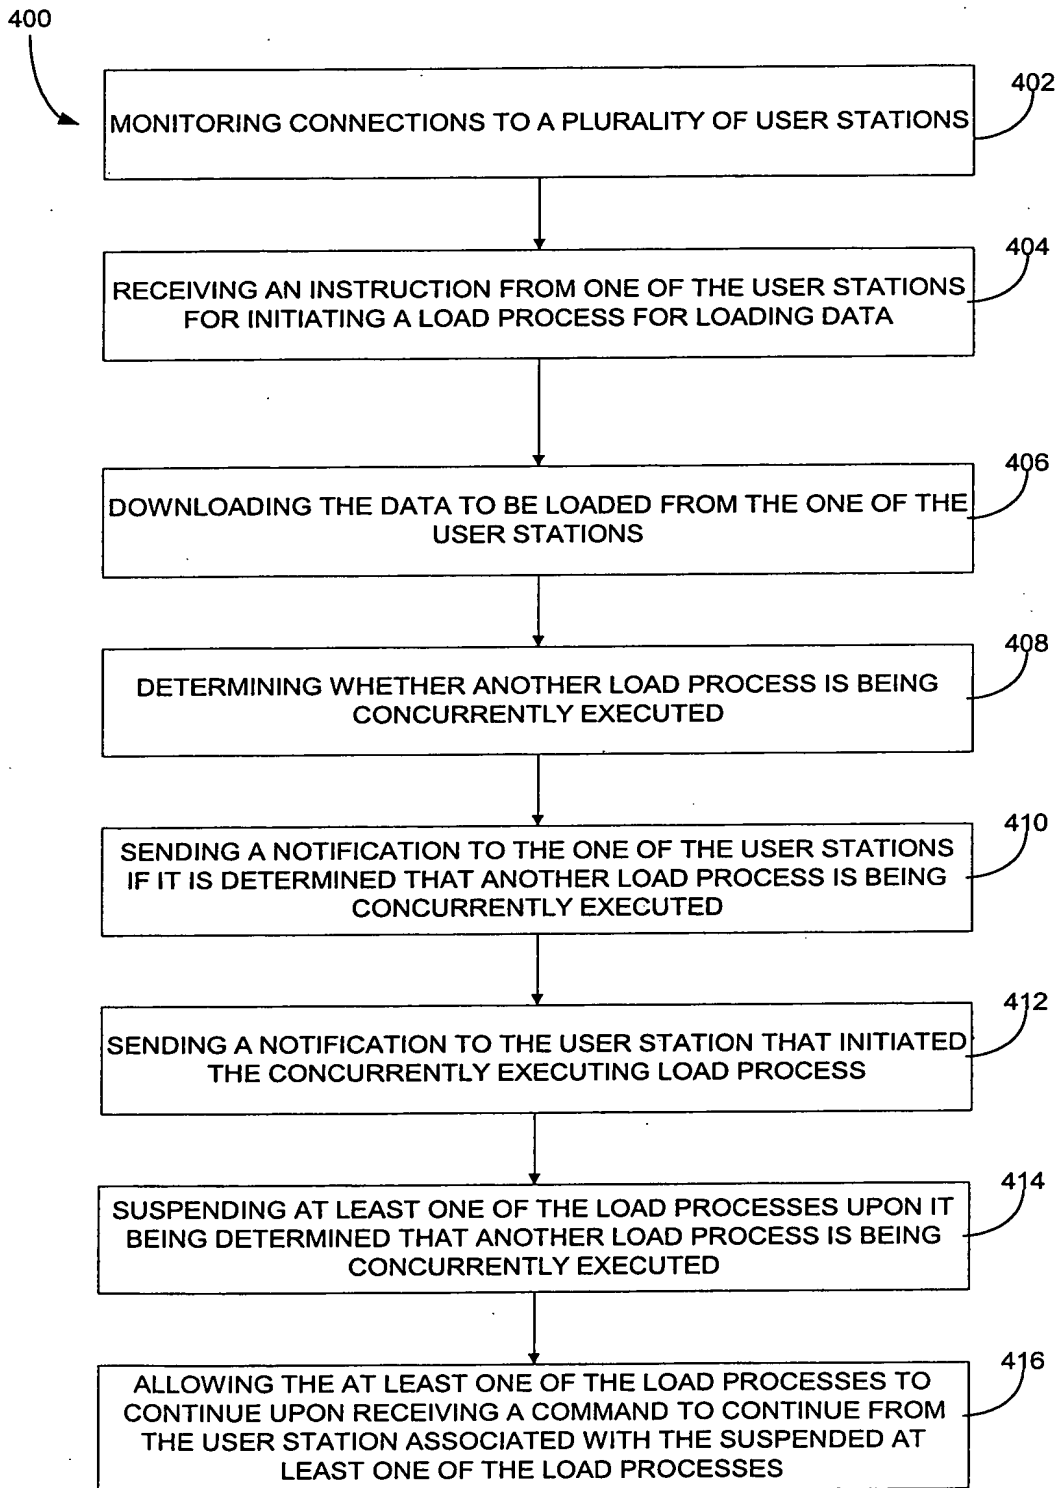 400
402
MONITORING CONNECTIONS TO A PLURALITY OF USER STATIONS
404
RECEIVING AN INSTRUCTION FROM ONE OF THE USER STATIONS
FOR INITIATING A LOAD PROCESS FOR LOADING DATA
406
DOWNLOADING THE DATA TO BE LOADED FROM THE ONE OF THE
USER STATIONS
408
DETERMINING WHETHER ANOTHER LOAD PROCESS IS BEING
CONCURRENTLY EXECUTED
410
SENDING A NOTIFICATION TO THE ONE OF THE USER STATIONS
IF IT IS DETERMINED THAT ANOTHER LOAD PROCESS IS BEING
CONCURRENTLY EXECUTED
412
SENDING A NOTIFICATION TO THE USER STATION THAT INITIATED
THE CONCURRENTLY EXECUTING LOAD PROCESS
414
SUSPENDING AT LEAST ONE OF THE LOAD PROCESSES UPON IT
BEING DETERMINED THAT ANOTHER LOAD PROCESS IS BEING
CONCURRENTLY EXECUTED
416
ALLOWING THE AT LEAST ONE OF THE LOAD PROCESSES TO
CONTINUE UPON RECEIVING A COMMAND TO CONTINUE FROM
THE USER STATION ASSOCIATED WITH THE SUSPENDED AT
LEAST ONE OF THE LOAD PROCESSES